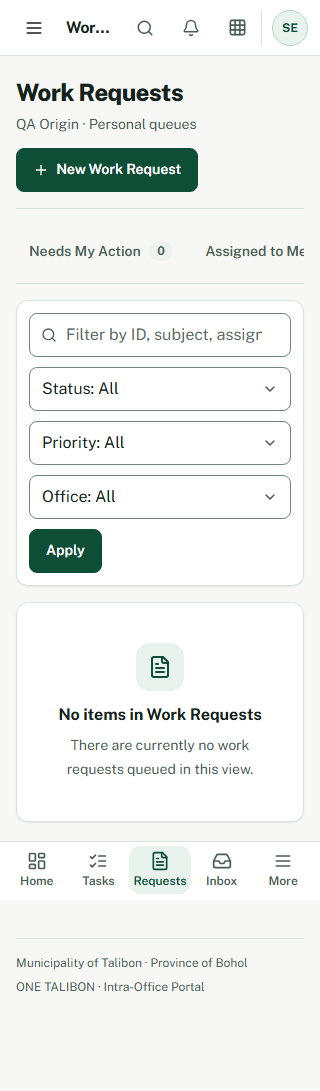 Wor...
SE
Work Requests
QA Origin · Personal queues
New Work Request
Needs My Action 0 Assigned to Me
Filter by ID, subject, assigr
Status: All
Priority: All
Office: All
Apply
No items in Work Requests
There are currently no work
requests queued in this view.
Home Tasks Requests Inbox More
Municipality of Talibon · Province of Bohol
ONE TALIBON · Intra-Office Portal